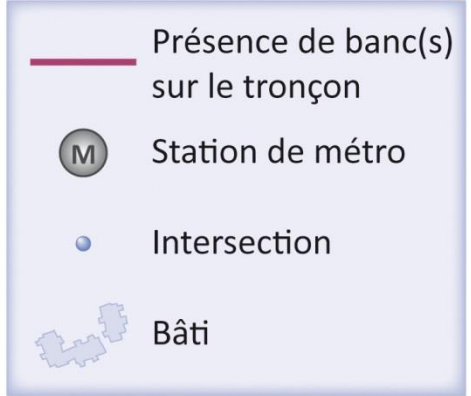 Présence de banc(s)
sur le tronçon
M
Station de métro
Intersection
Bâti